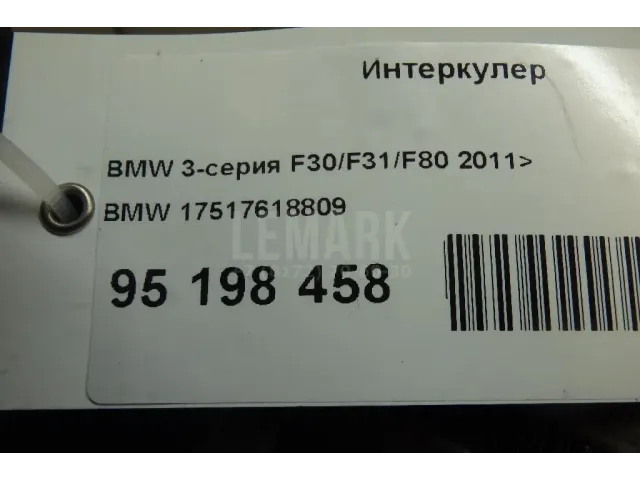 Интеркулер
BMW 3-серия F30/F31/F80 2011>
BMW 17517618809
LEMARK
95 198 458